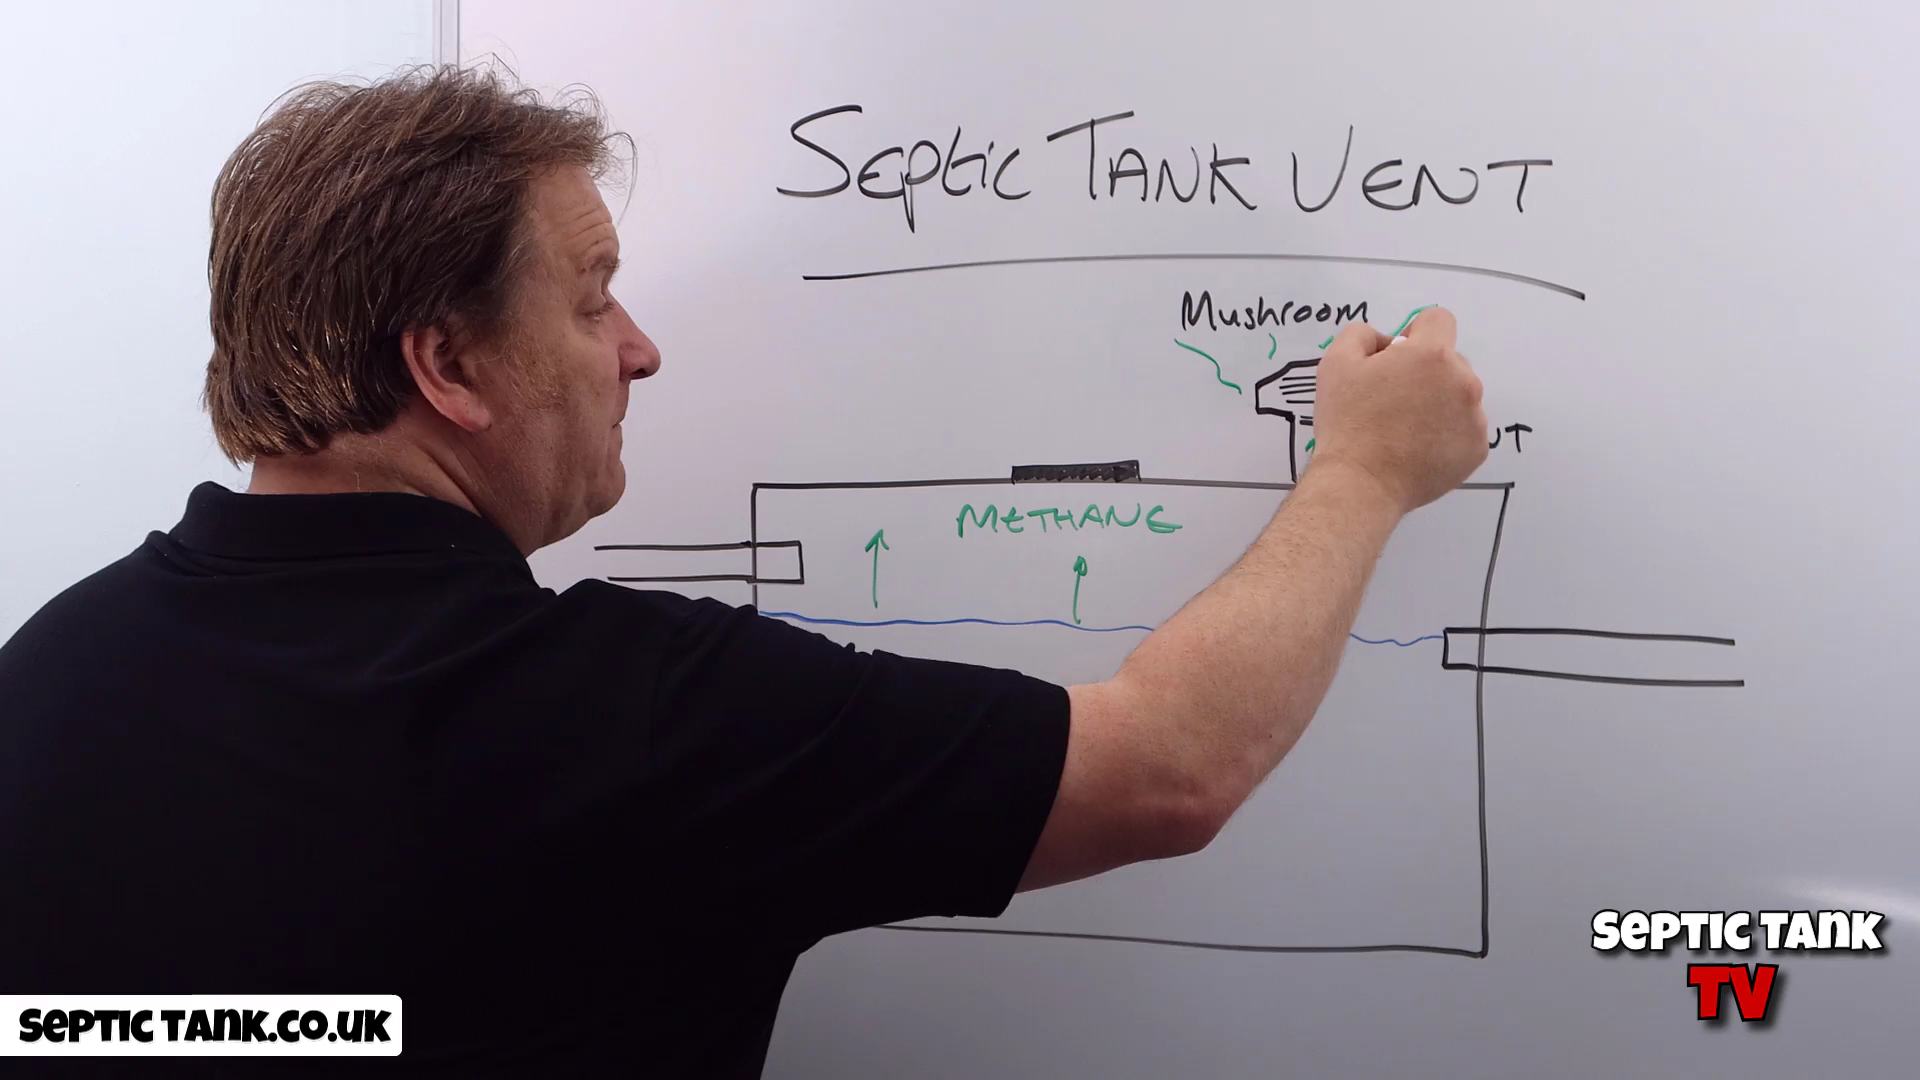 SEPTIC TANK VENT
Mushroom
METHANE
SEPTIC TANK
TV
SEPTIC TANK.CO.UK